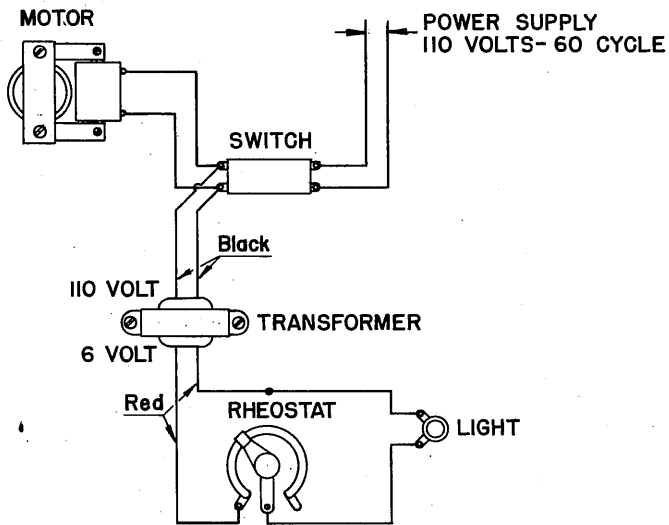 MOTOR
POWER SUPPLY
110 VOLTS-60 CYCLE
SWITCH
Black
110 VOLT
TRANSFORMER
6 VOLT
Red
RHEOSTAT
LIGHT